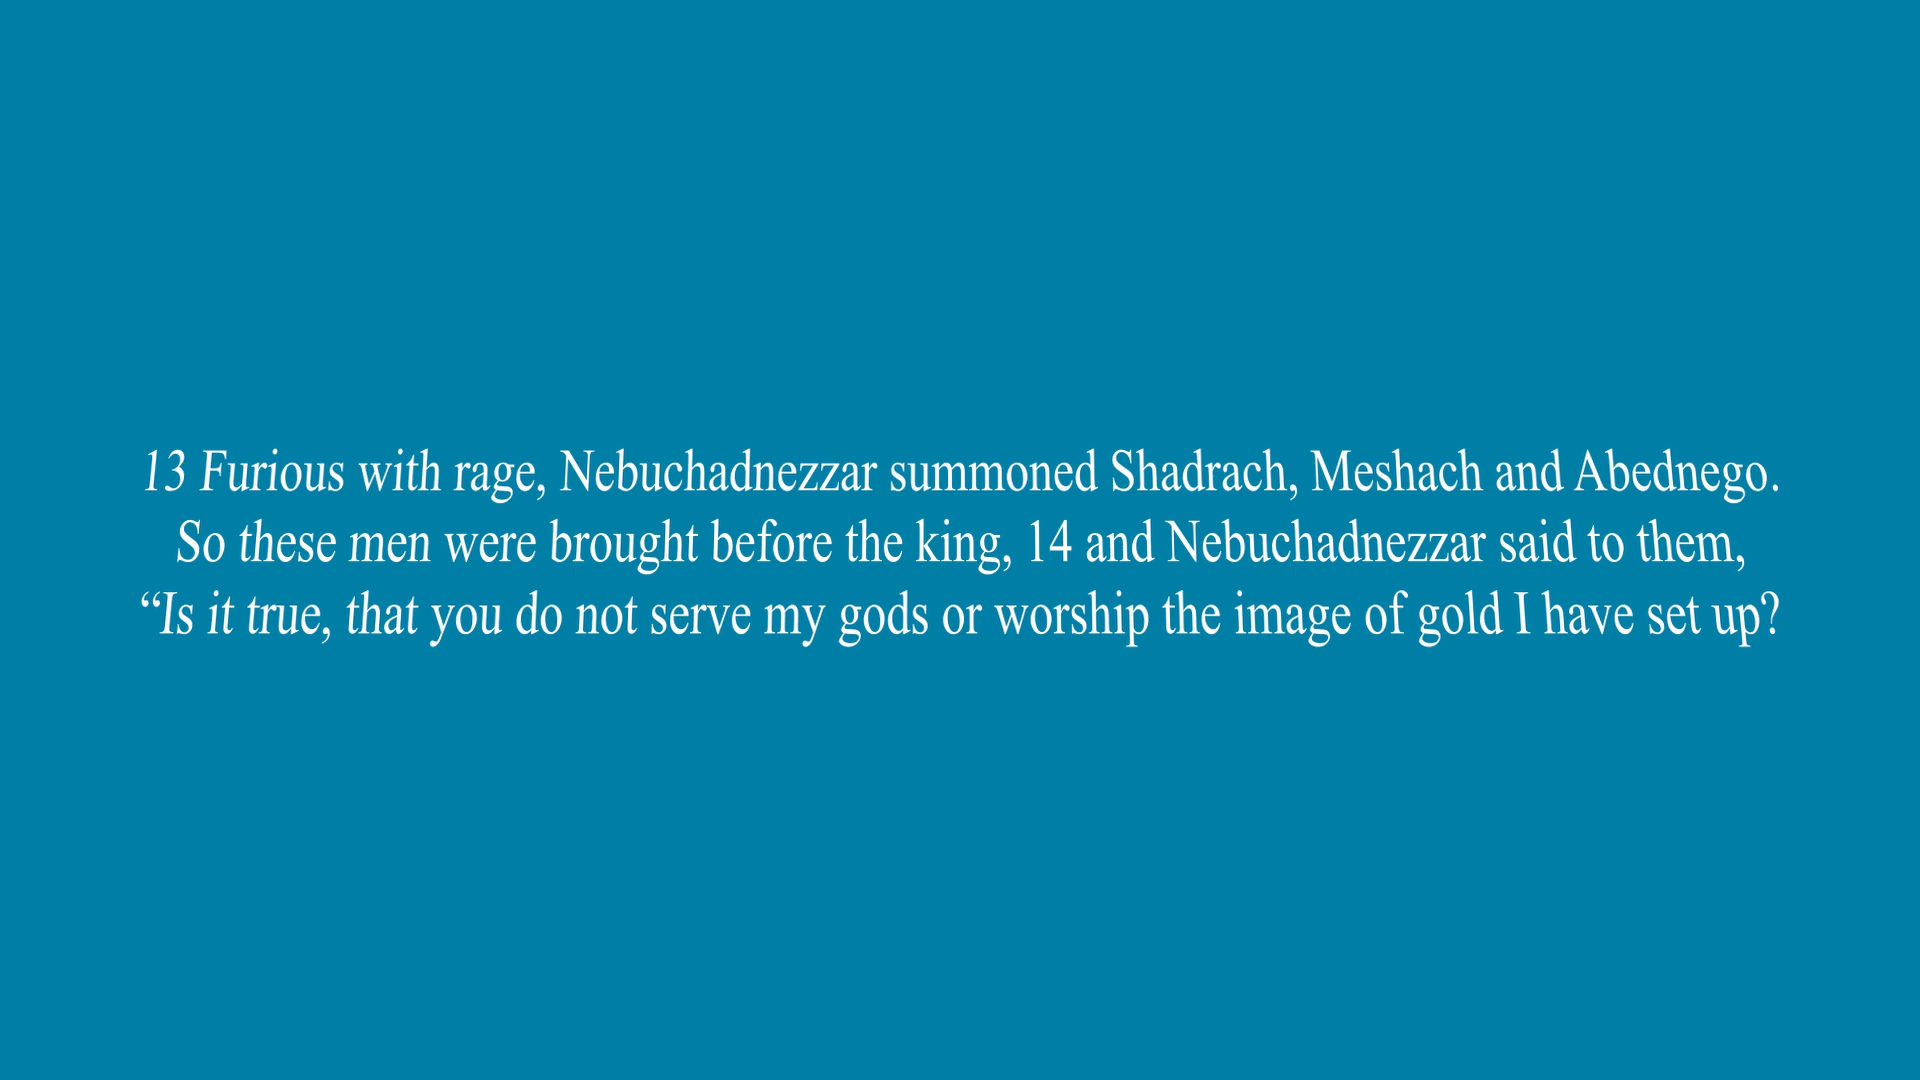 13 Furious with rage, Nebuchadnezzar summoned Shadrach, Meshach and Abednego.
So these men were brought before the king, 14 and Nebuchadnezzar said to them,
“Is it true, that you do not serve my gods or worship the image of gold I have set up?